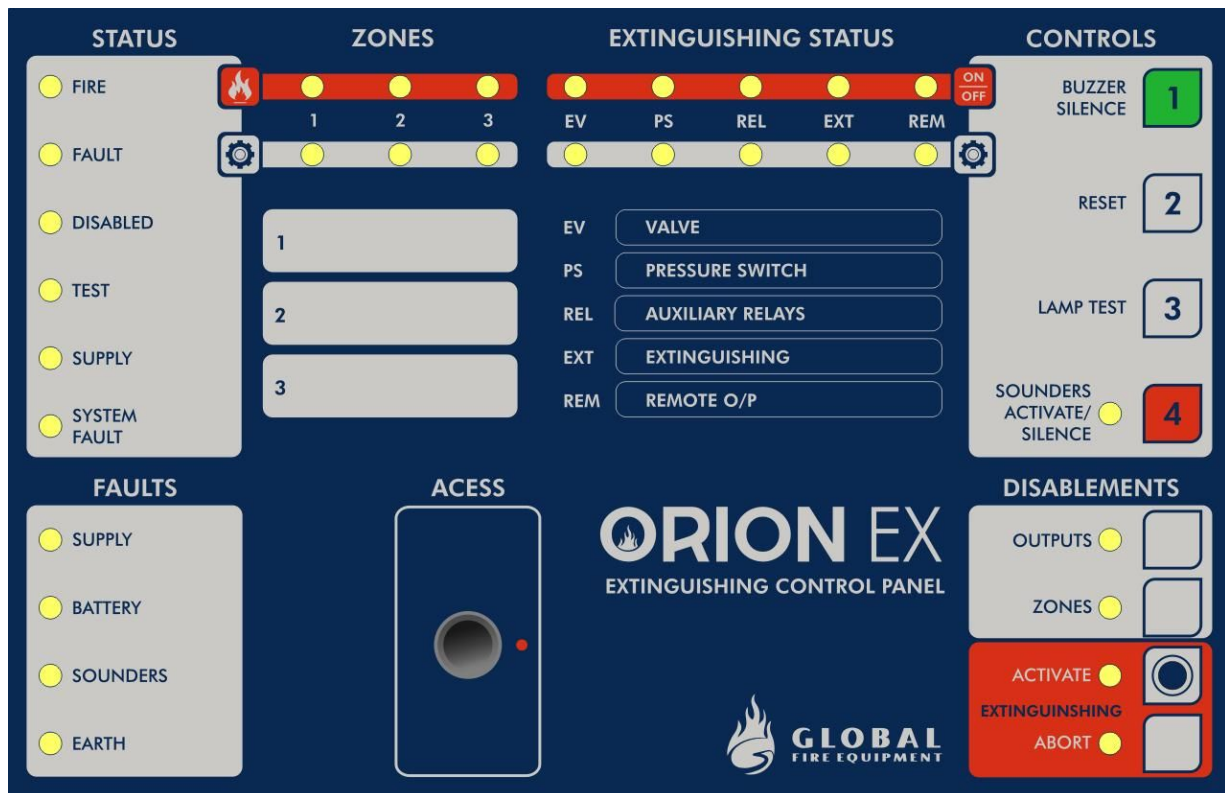 STATUS
FIRE
FAULT
DISABLED
TEST
SUPPLY
SYSTEM
FAULT
ZONES
1 2 3
1
2
3
EXTINGUISHING STATUS
ON
OFF
EV PS REL EXT REM
EV VALVE
PS PRESSURE SWITCH
REL AUXILIARY RELAYS
EXT EXTINGUISHING
REM REMOTE O/P
CONTROLS
BUZZER
SILENCE
1
RESET 2
LAMP TEST 3
SOUNDERS
ACTIVATE/
SILENCE
4
FAULTS
SUPPLY
BATTERY
SOUNDERS
EARTH
ACESS
ORION EX
EXTINGUISHING CONTROL PANEL
GLOBAL
FIRE EQUIPMENT
DISABLEMENTS
OUTPUTS
ZONES
ACTIVATE
EXTINGUINSHING
ABORT